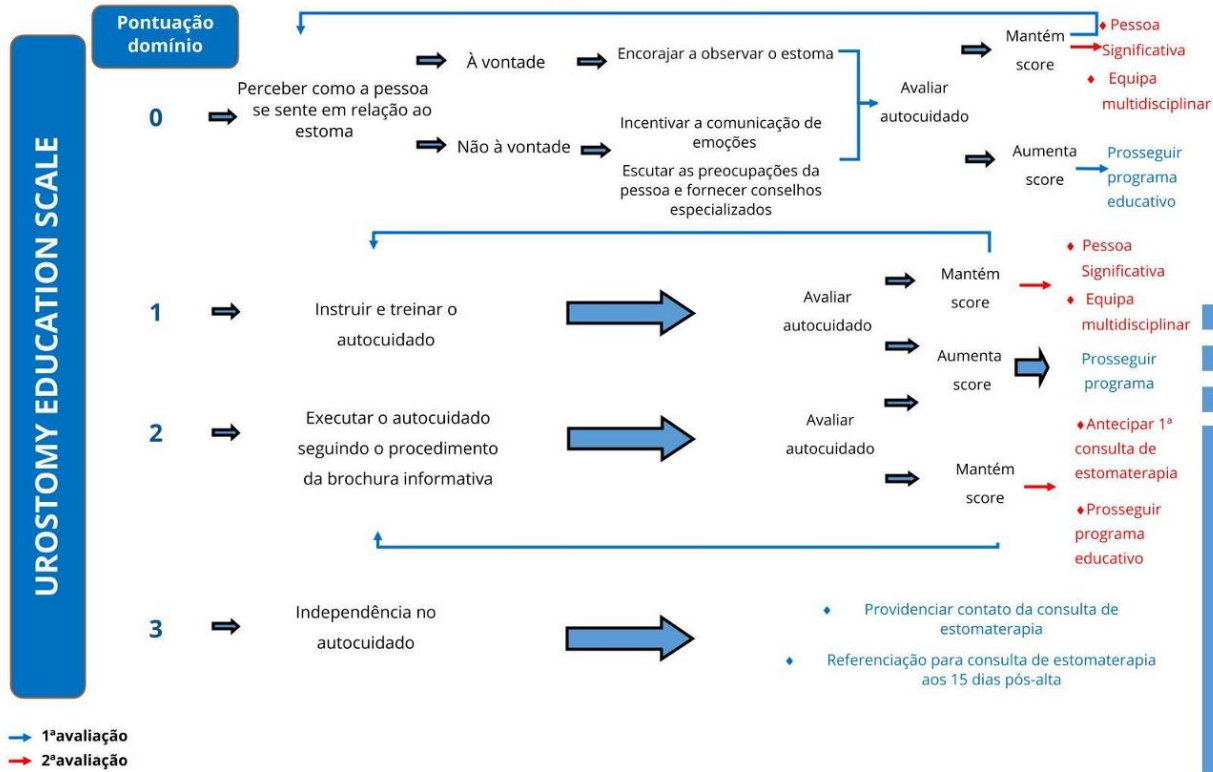 UROSTOMY EDUCATION SCALE
Pontuação
domínio
0
Perceber como a pessoa
se sente em relação ao
estoma
À vontade
Encorajar a observar o estoma
Não à vontade
Incentivar a comunicação de
emoções
Escutar as preocupações da
pessoa e fornecer conselhos
especializados
Avaliar
autocuidado
Mantém
score
♦ Pessoa
Significativa
♦ Equipa
multidisciplinar
Aumenta
score
Prosseguir
programa
educativo
1
Instruir e treinar o
autocuidado
Avaliar
autocuidado
Mantém
score
♦ Pessoa
Significativa
♦ Equipa
multidisciplinar
Aumenta
score
Prosseguir
programa
2
Executar o autocuidado
seguindo o procedimento
da brochura informativa
Avaliar
autocuidado
Mantém
score
♦Antecipar 1ª
consulta de
estomaterapia
♦Prosseguir
programa
educativo
3
Independência no
autocuidado
♦ Providenciar contato da consulta de
estomaterapia
♦ Referenciação para consulta de estomaterapia
aos 15 dias pós-alta
1ªavaliação
2ªavaliação